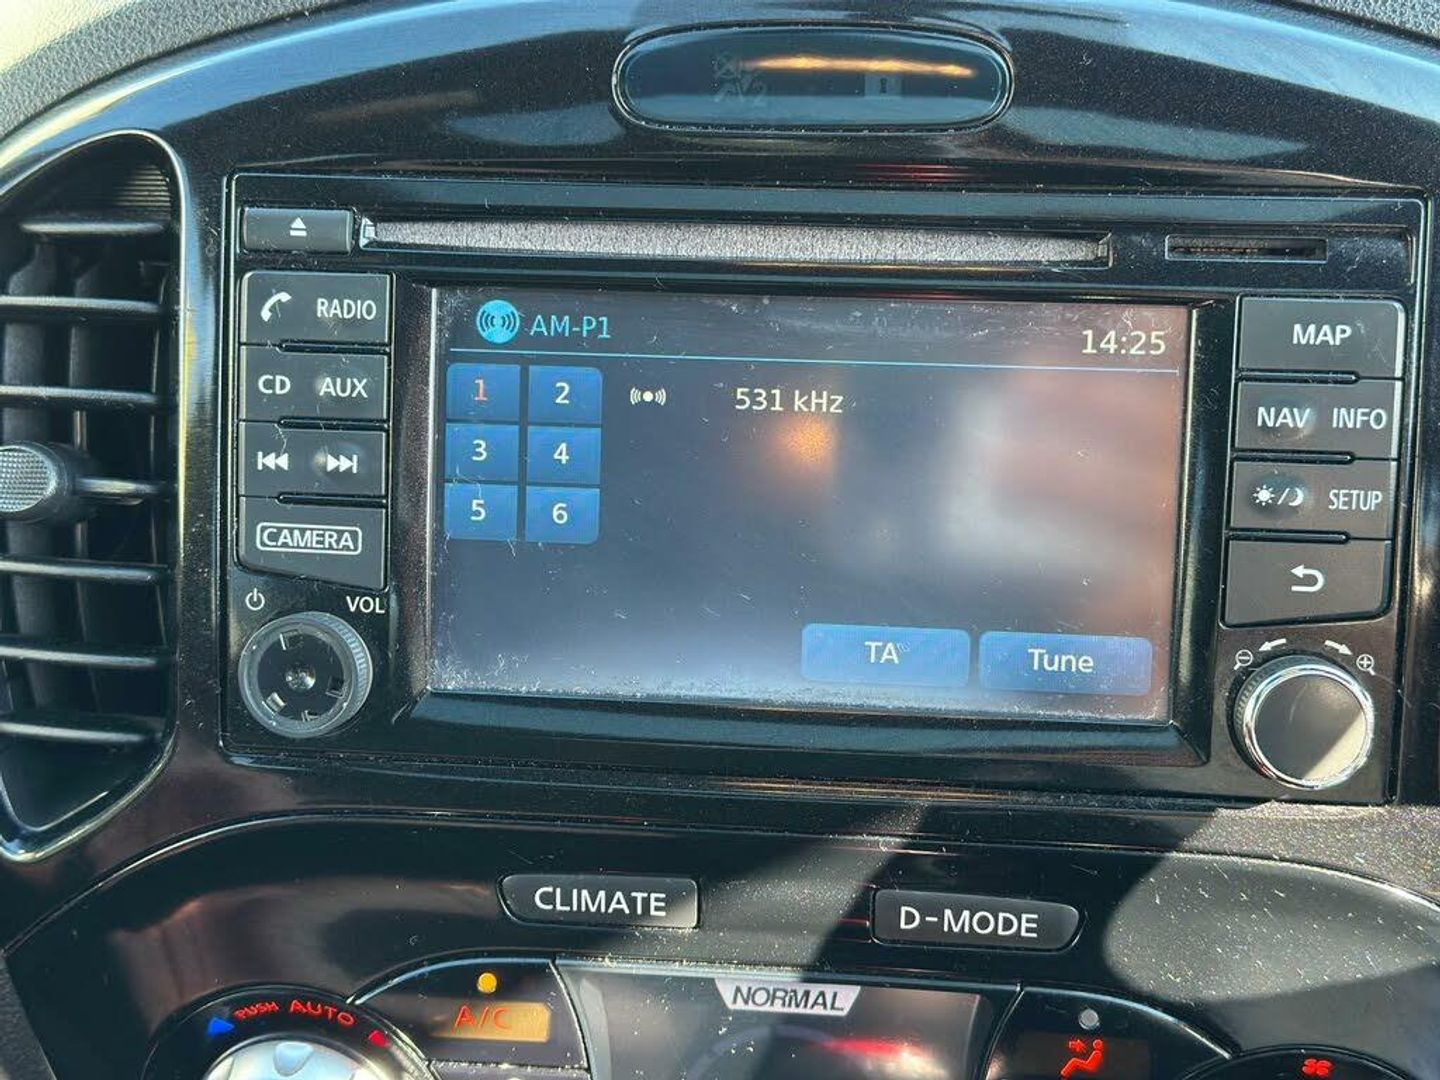 RADIO
CD AUX
CAMERA
VOL
AM-P1
14:25
1 2
3 4
5 6
531 kHz
TA
Tune
MAP
NAV INFO
SETUP
CLIMATE
D-MODE
NORMAL
PUSH AUTO
A/C